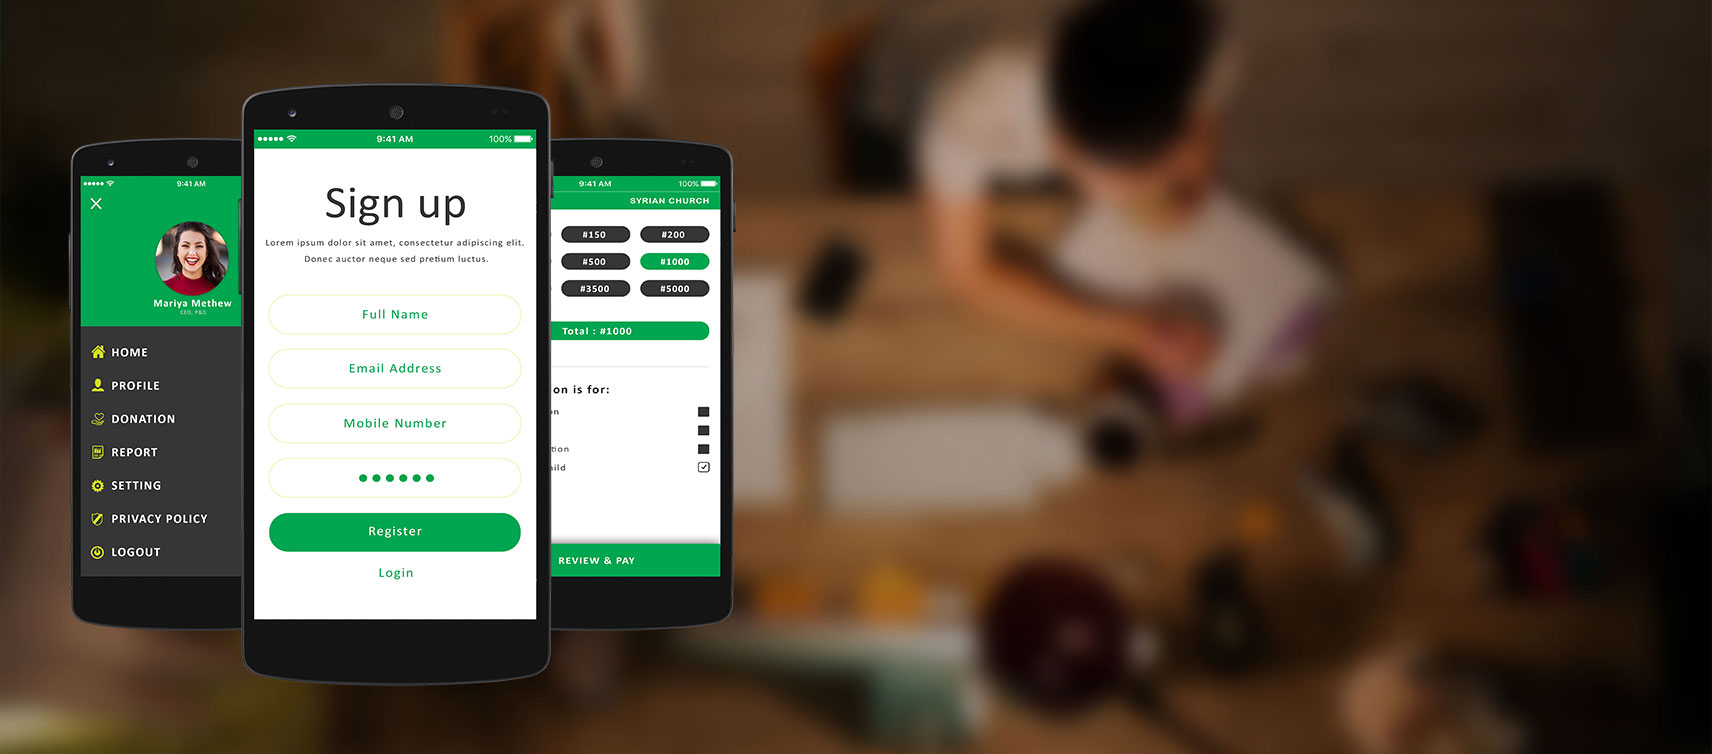 9:41 AM
Mariya Methew
CEO, P&G
HOME
PROFILE
DONATION
REPORT
SETTING
PRIVACY POLICY
LOGOUT
9:41 AM 100%
Sign up
Lorem ipsum dolor sit amet, consectetur adipiscing elit.
Donec auctor neque sed pretium luctus.
Full Name
Email Address
Mobile Number
Register
Login
9:41 AM 100%
SYRIAN CHURCH
#150 #200
#500 #1000
#3500 #5000
Total : #1000
on is for:
REVIEW & PAY